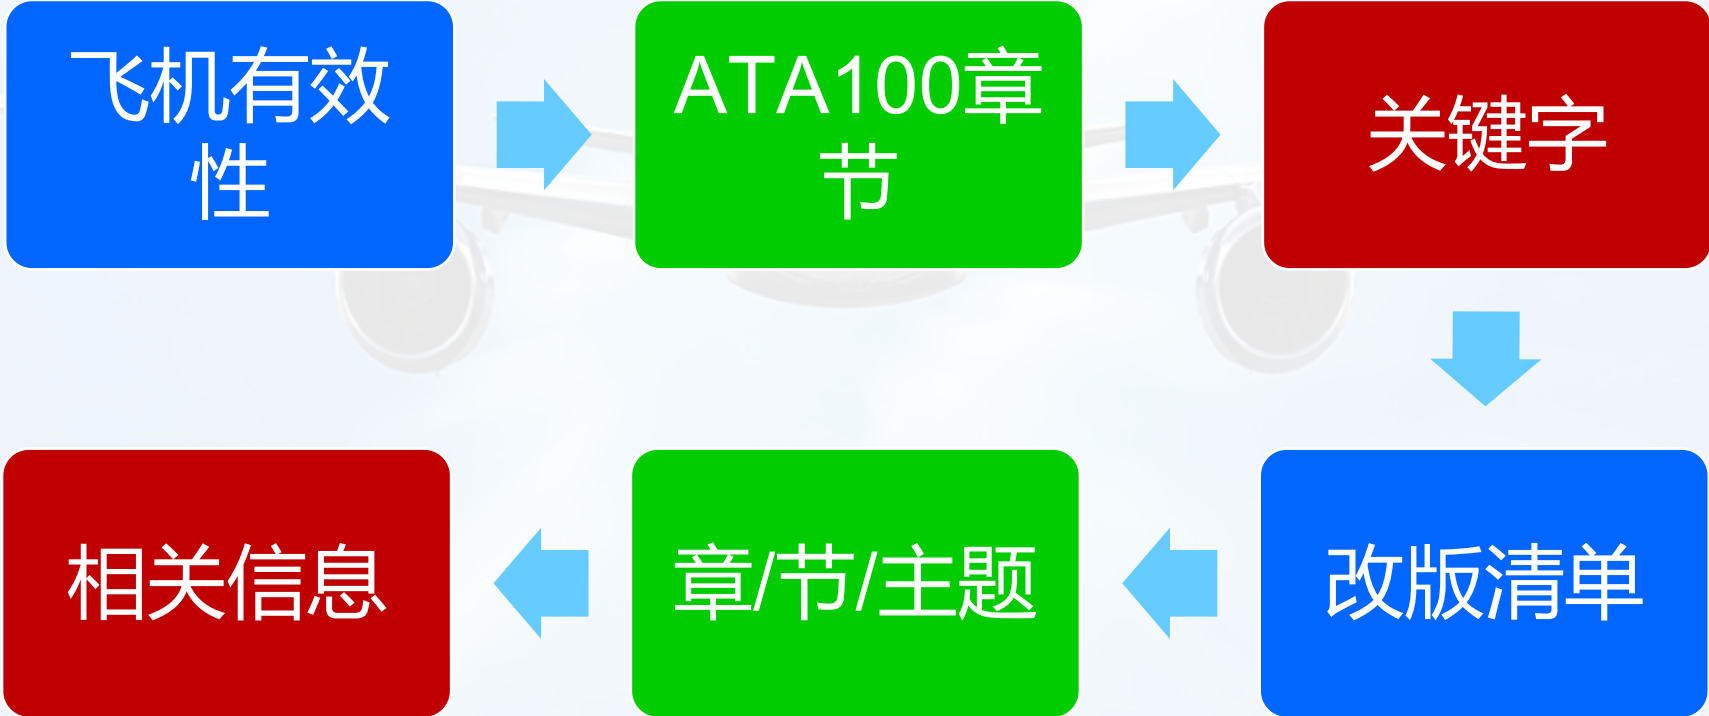 飞机有效
性
ATA100章
节
关键字
改版清单
章/节/主题
相关信息